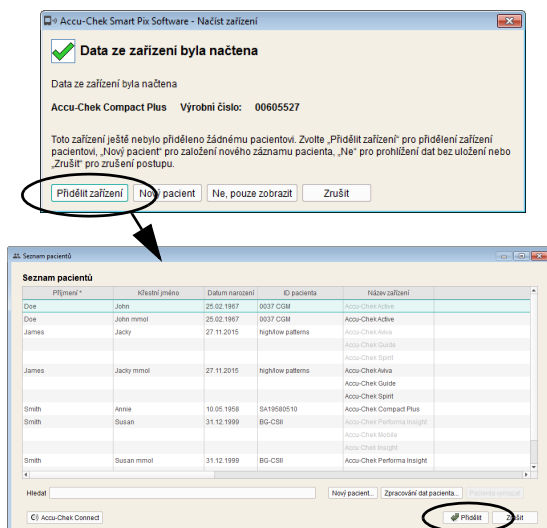 Accu-Chek Smart Pix Software - Načíst zařízení
Data ze zařízení byla načtena
Data ze zařízení byla načtena
Accu-Chek Compact Plus Výrobní číslo: 00605527
Toto zařízení ještě nebylo přiděleno žádnému pacientovi. Zvolte „Přidělit zařízení“ pro přidělení zařízení
pacientovi, „Nový pacient“ pro založení nového záznamu pacienta, „Ne“ pro prohlížení dat bez uložení nebo
„Zrušit“ pro zrušení postupu.
Přidělit zařízení Nový pacient Ne, pouze zobrazit Zrušit
Seznam pacientů
Seznam pacientů
Příjmení * Křestní jméno Datum narození ID pacienta Název zařízení
Doe John 25.02.1967 0037 CGM Accu-Chek Active
Doe John mmol 25.02.1967 0037 CGM Accu-Chek Active
James Jacky 27.11.2015 high/low patterns Accu-Chek Aviva
Accu-Chek Guide
Accu-Chek Spirit
James Jacky mmol 27.11.2015 high/low patterns Accu-Chek Aviva
Accu-Chek Guide
Accu-Chek Spirit
Smith Annie 10.05.1958 SA19580510 Accu-Chek Compact Plus
Smith Susan 31.12.1999 BG-CSII Accu-Chek Performa Insight
Accu-Chek Mobile
Accu-Chek Insight
Smith Susan mmol 31.12.1999 BG-CSII Accu-Chek Performa Insight
Hledat Nový pacient... Zpracování dat pacienta...
Accu-Chek Connect Přidělit Zrušit